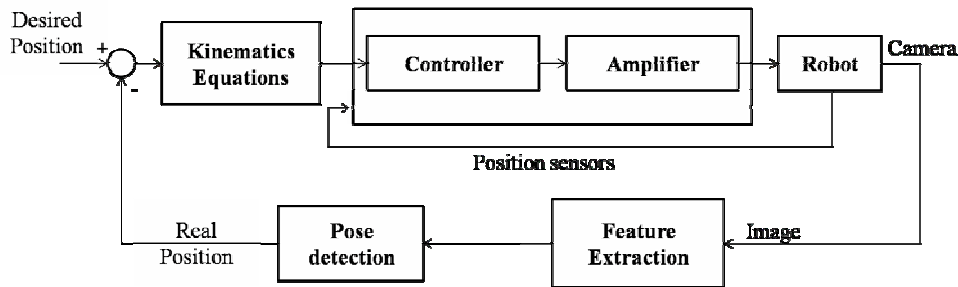 Desired
Position
+
-
Kinematics
Equations
Controller
Amplifier
Robot
Camera
Position sensors
Real
Position
Pose
detection
Feature
Extraction
Image